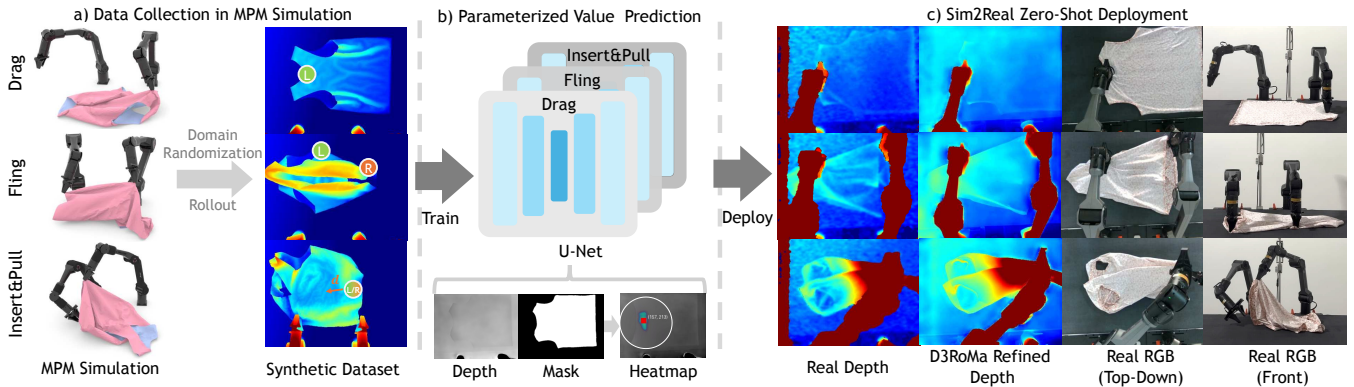 a) Data Collection in MPM Simulation
b) Parameterized Value Prediction
c) Sim2Real Zero-Shot Deployment
Drag
Fling
Insert&Pull
Domain
Randomization
Rollout
L
L
R
L/R
MPM Simulation
Synthetic Dataset
Train
Insert&Pull
Fling
Drag
U-Net
Depth
Mask
Heatmap
Deploy
Real Depth
D3RoMa Refined
Depth
Real RGB
(Top-Down)
Real RGB
(Front)